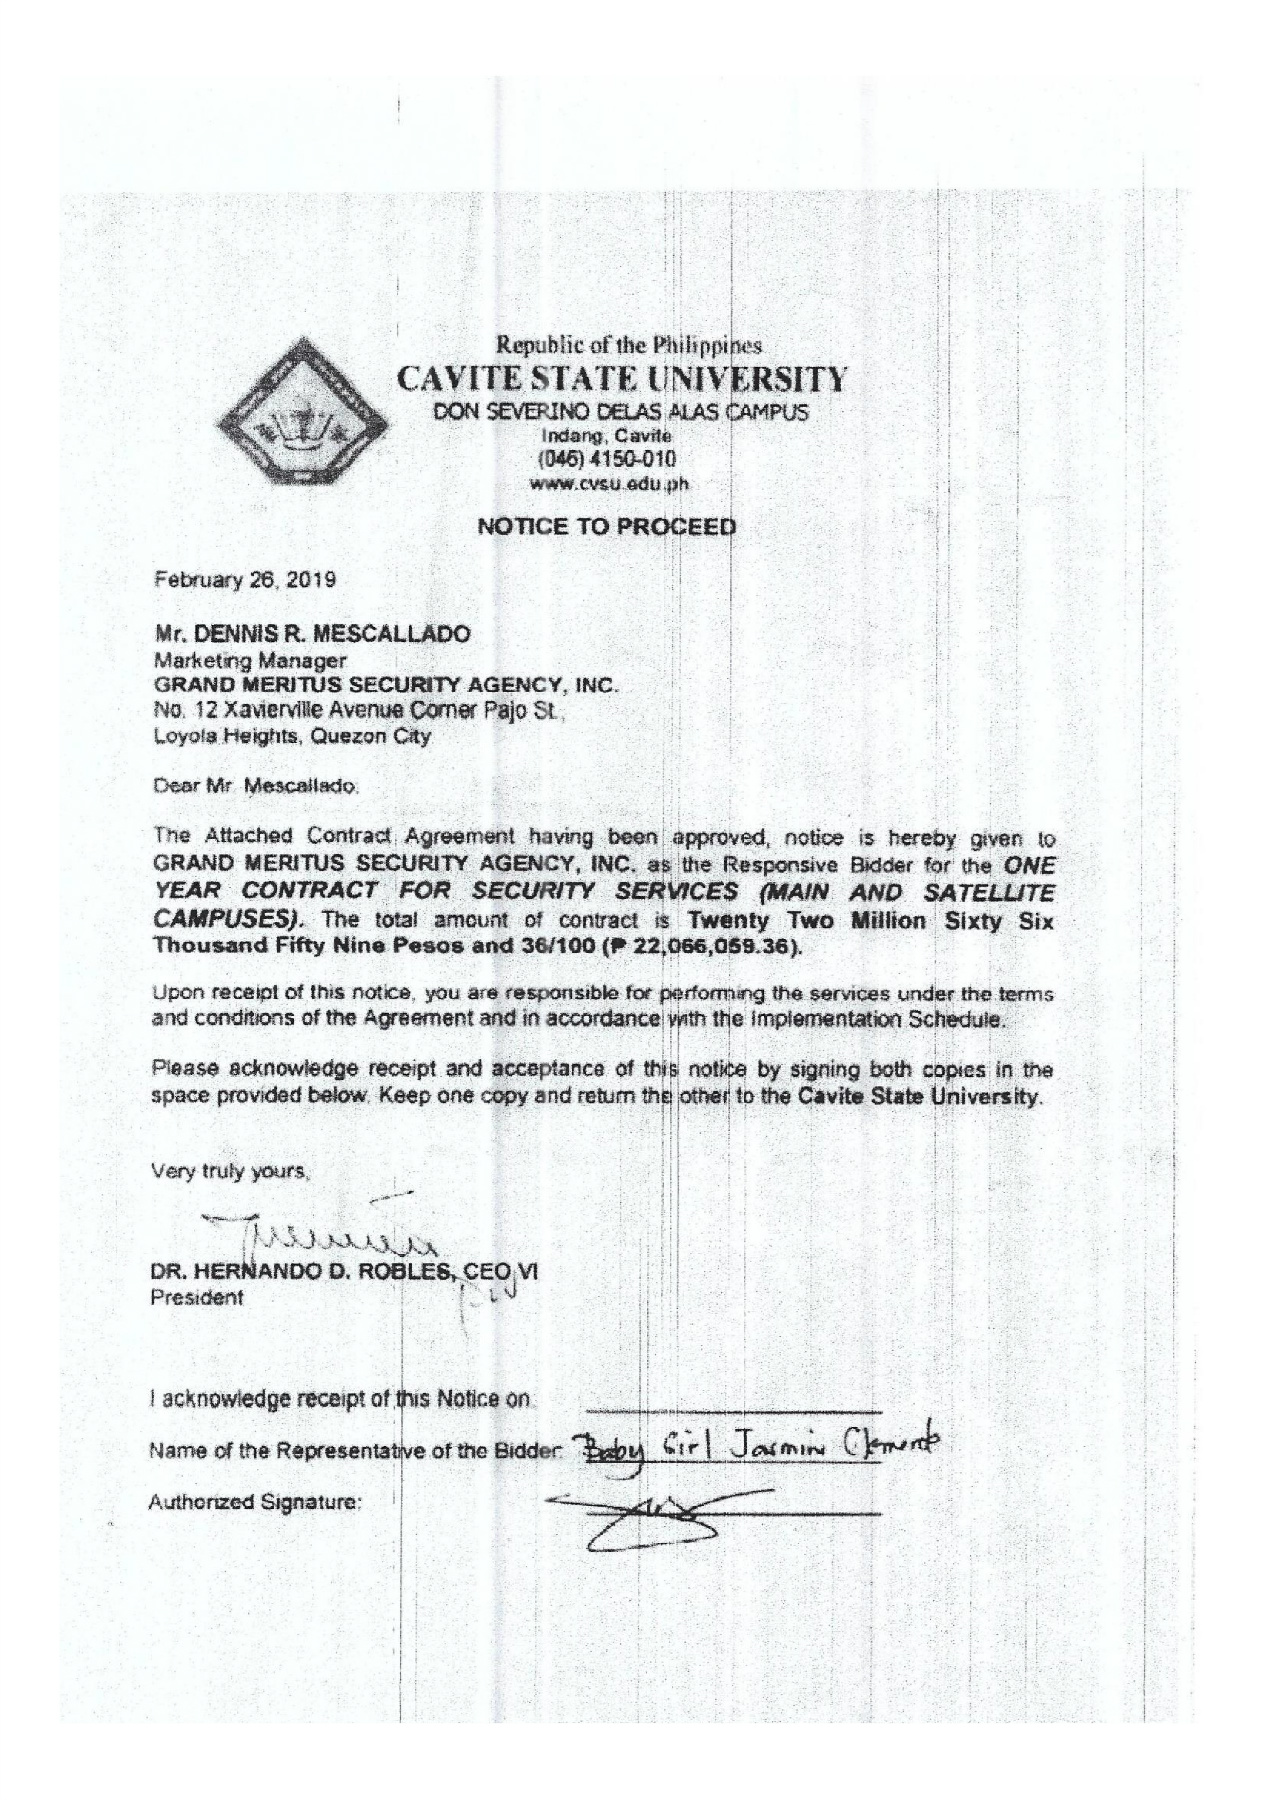 Republic of the Philippines
CAVITE STATE UNIVERSITY
DON SEVERINO DELAS ALAS CAMPUS
Indang, Cavite
(046) 4150-010
www.cvsu.edu.ph
NOTICE TO PROCEED
February 26, 2019
Mr. DENNIS R. MESCALLADO
Marketing Manager
GRAND MERITUS SECURITY AGENCY, INC.
No. 12 Xavierville Avenue Corner Pajo St.,
Loyola Heights, Quezon City
Dear Mr. Mescallado:
The Attached Contract Agreement having been approved, notice is hereby given to
GRAND MERITUS SECURITY AGENCY, INC. as the Responsive Bidder for the ONE
YEAR CONTRACT FOR SECURITY SERVICES (MAIN AND SATELLITE
CAMPUSES). The total amount of contract is Twenty Two Million Sixty Six
Thousand Fifty Nine Pesos and 36/100 (₱ 22,066,059.36).
Upon receipt of this notice, you are responsible for performing the services under the terms
and conditions of the Agreement and in accordance with the Implementation Schedule.
Please acknowledge receipt and acceptance of this notice by signing both copies in the
space provided below. Keep one copy and return the other to the Cavite State University.
Very truly yours,
DR. HERNANDO D. ROBLES, CEO VI
President
I acknowledge receipt of this Notice on:
Name of the Representative of the Bidder: Baby Girl Jasmin Clemente
Authorized Signature: